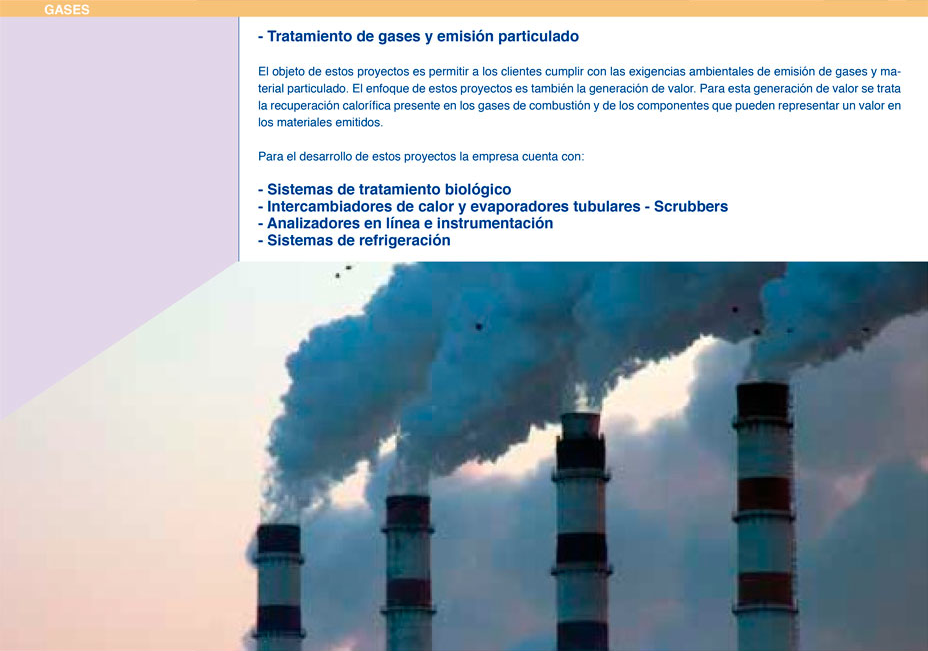 GASES
- Tratamiento de gases y emisión particulado
El objeto de estos proyectos es permitir a los clientes cumplir con las exigencias ambientales de emisión de gases y ma-
terial particulado. El enfoque de estos proyectos es también la generación de valor. Para esta generación de valor se trata
la recuperación calorífica presente en los gases de combustión y de los componentes que pueden representar un valor en
los materiales emitidos.
Para el desarrollo de estos proyectos la empresa cuenta con:
- Sistemas de tratamiento biológico
- Intercambiadores de calor y evaporadores tubulares - Scrubbers
- Analizadores en línea e instrumentación
- Sistemas de refrigeración